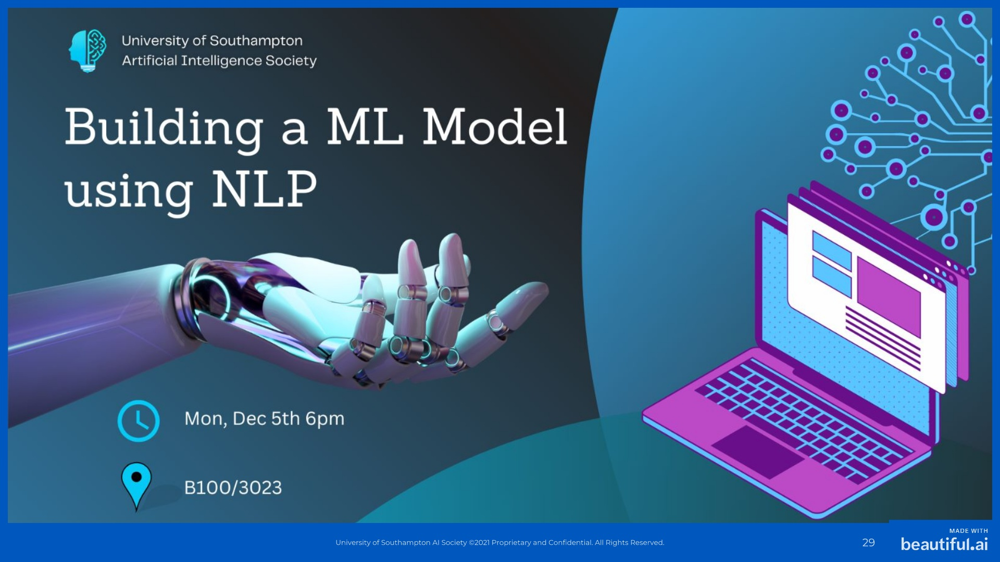 University of Southampton
Artificial Intelligence Society
Building a ML Model
using NLP
Mon, Dec 5th 6pm
B100/3023
University of Southampton AI Society ©2021 Proprietary and Confidential. All Rights Reserved.
29
MADE WITH
beautiful.ai